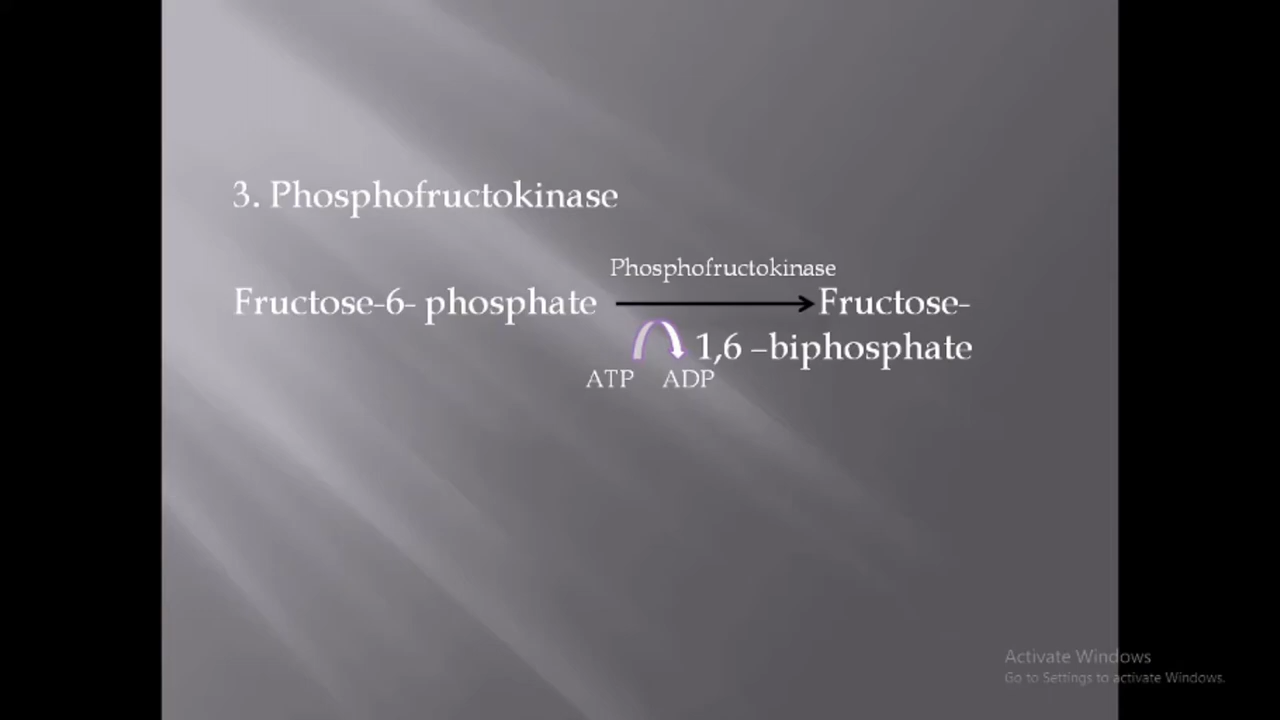 3. Phosphofructokinase
Phosphofructokinase
Fructose-6- phosphate Fructose-
1,6 –biphosphate
ATP ADP
Activate Windows
Go to Settings to activate Windows.